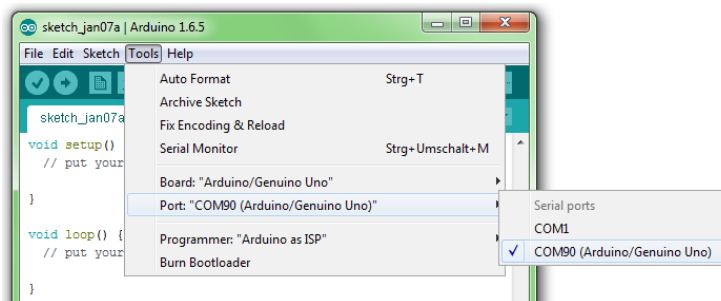 sketch_jan07a | Arduino 1.6.5
File Edit Sketch Tools Help
Auto Format Strg+T
Archive Sketch
sketch_jan07a
Fix Encoding & Reload
void setup()
Serial Monitor Strg+Umschalt+M
// put your
Board: "Arduino/Genuino Uno"
}
Port: "COM90 (Arduino/Genuino Uno)"
Serial ports
COM1
void loop() {
Programmer: "Arduino as ISP"
COM90 (Arduino/Genuino Uno)
// put your
Burn Bootloader
}